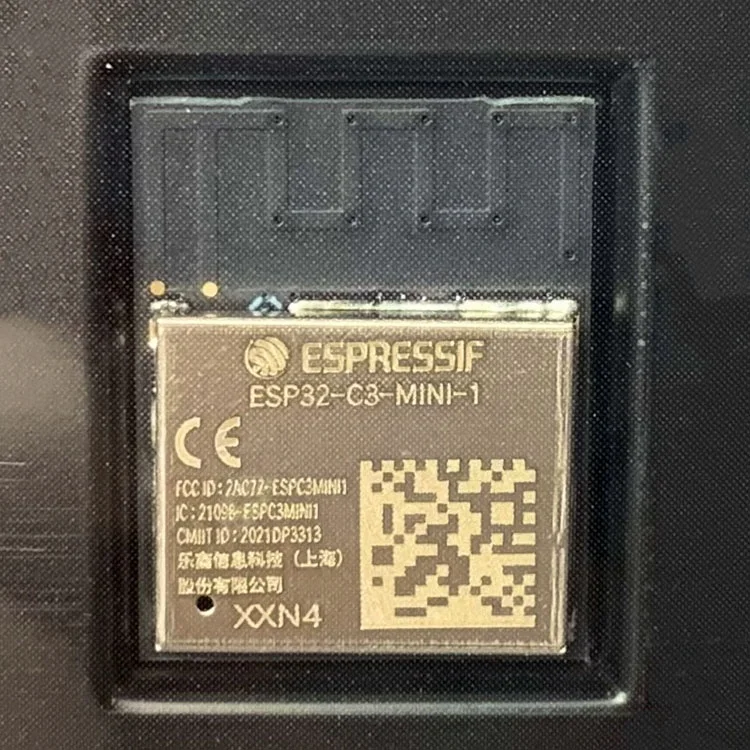 ESPRESSIF
ESP32-C3-MINI-1
CE
FCC ID : 2AC7Z-ESPC3MINI1
IC : 21098-ESPC3MINI1
CMIIT ID : 2021DP3313
乐鑫信息科技（上海）
股份有限公司
XXN4